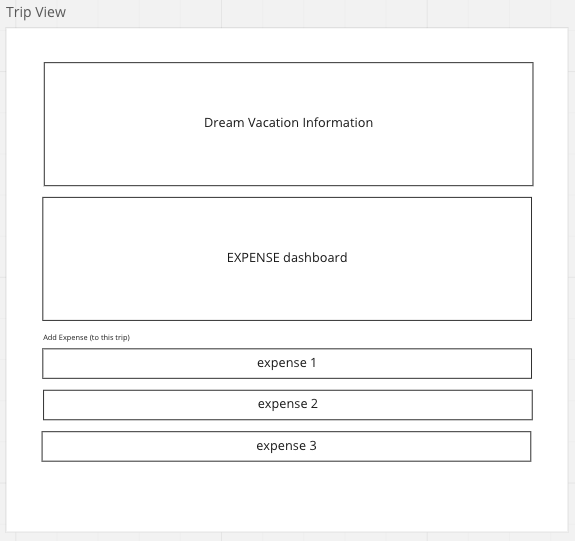 Trip View
Dream Vacation Information
EXPENSE dashboard
Add Expense (to this trip)
expense 1
expense 2
expense 3